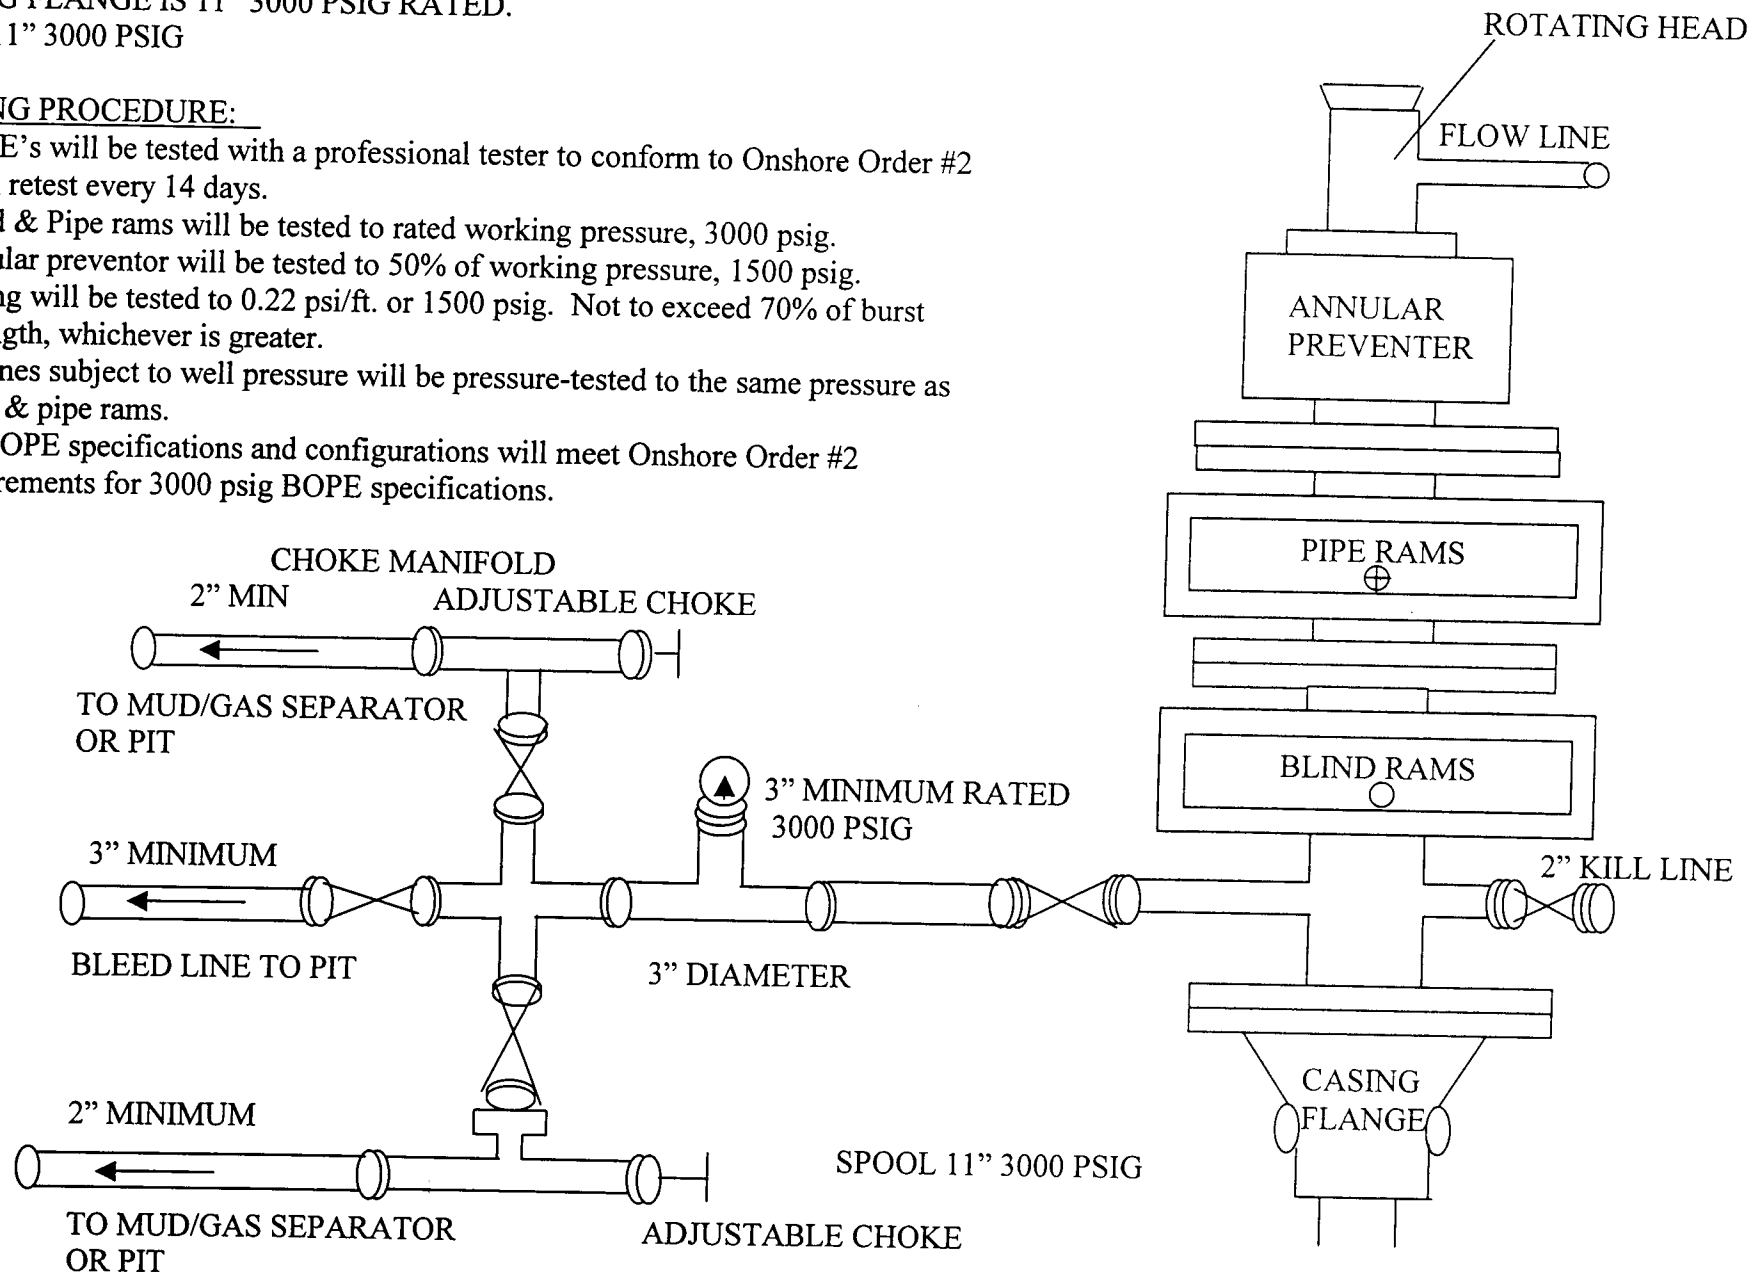 FLANGE IS 11" 3000 PSIG RATED.
11" 3000 PSIG
PROCEDURE:
will be tested with a professional tester to conform to Onshore Order #2
retest every 14 days.
& Pipe rams will be tested to rated working pressure, 3000 psig.
preventor will be tested to 50% of working pressure, 1500 psig.
will be tested to 0.22 psi/ft. or 1500 psig. Not to exceed 70% of burst
whichever is greater.
subject to well pressure will be pressure-tested to the same pressure as
& pipe rams.
OPE specifications and configurations will meet Onshore Order #2
for 3000 psig BOPE specifications.
ROTATING HEAD
FLOW LINE
ANNULAR
PREVENTER
PIPE RAMS
BLIND RAMS
2" KILL LINE
CASING
FLANGE
SPOOL 11" 3000 PSIG
CHOKE MANIFOLD
2" MIN
ADJUSTABLE CHOKE
TO MUD/GAS SEPARATOR
OR PIT
3" MINIMUM RATED
3000 PSIG
3" MINIMUM
BLEED LINE TO PIT
3" DIAMETER
2" MINIMUM
TO MUD/GAS SEPARATOR
OR PIT
ADJUSTABLE CHOKE